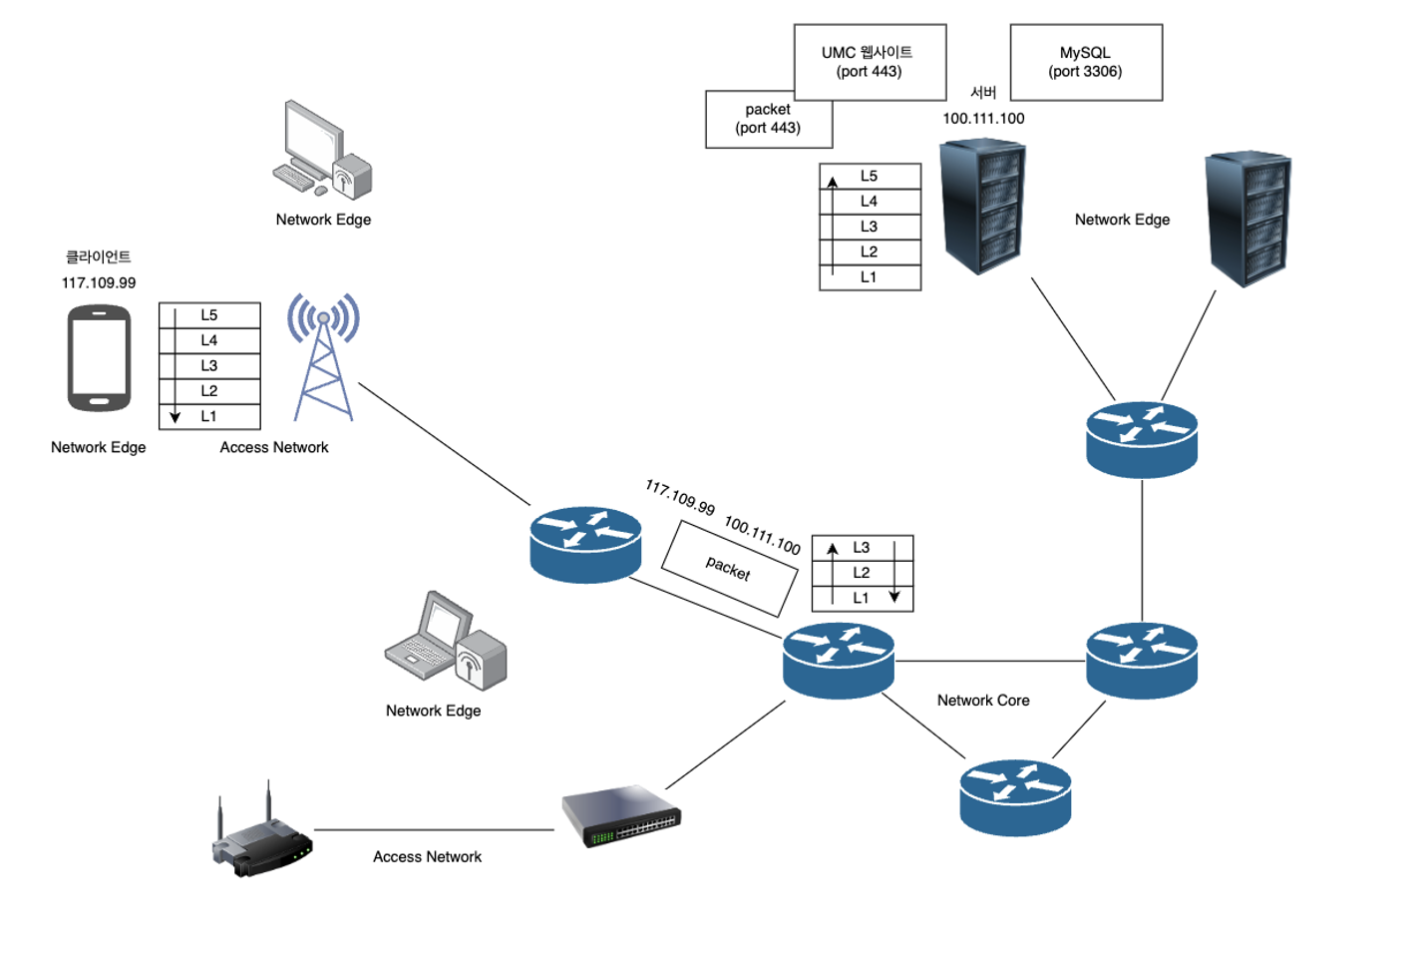 UMC 웹사이트
(port 443)
MySQL
(port 3306)
packet
(port 443)
서버
100.111.100
L5
L4
L3
L2
L1
Network Edge
Network Edge
클라이언트
117.109.99
L5
L4
L3
L2
L1
Network Edge
Access Network
117.109.99
100.111.100
packet
L3
L2
L1
Network Edge
Network Core
Access Network